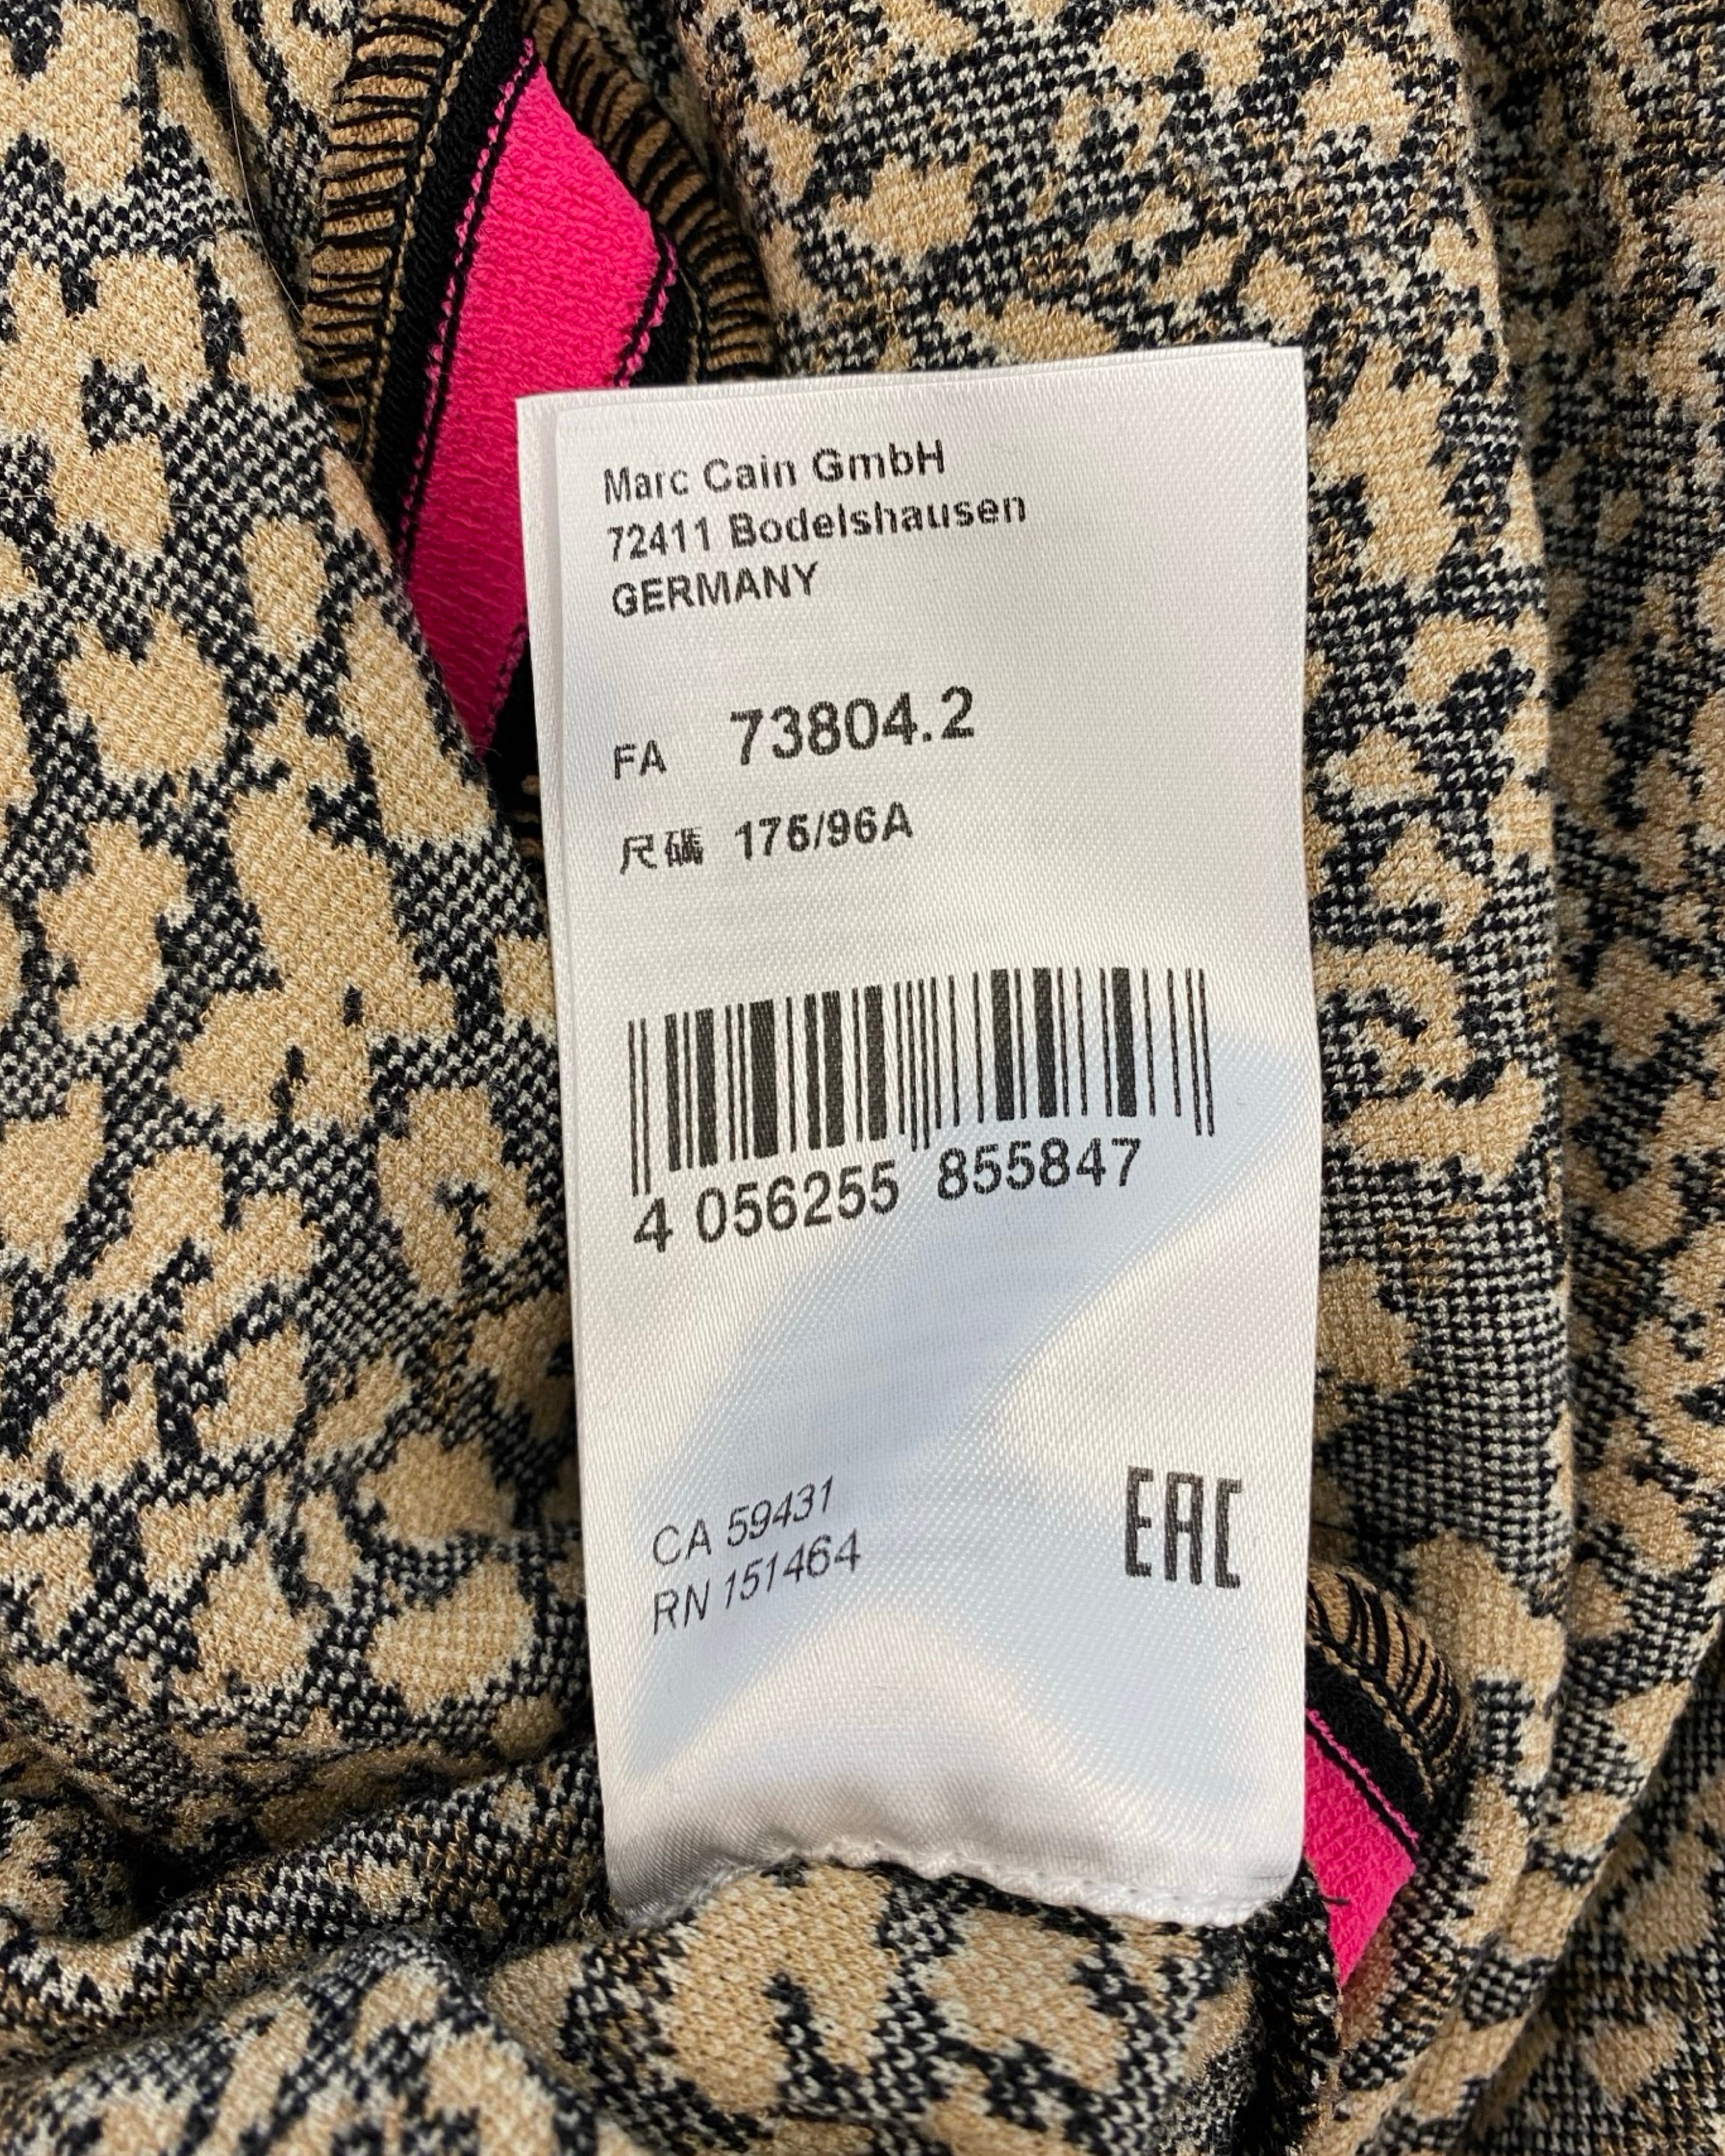 Marc Cain GmbH
72411 Bodelshausen
GERMANY
FA 73804.2
尺碼 175/96A
4 056255 855847
CA 59431
RN 151464
EAC